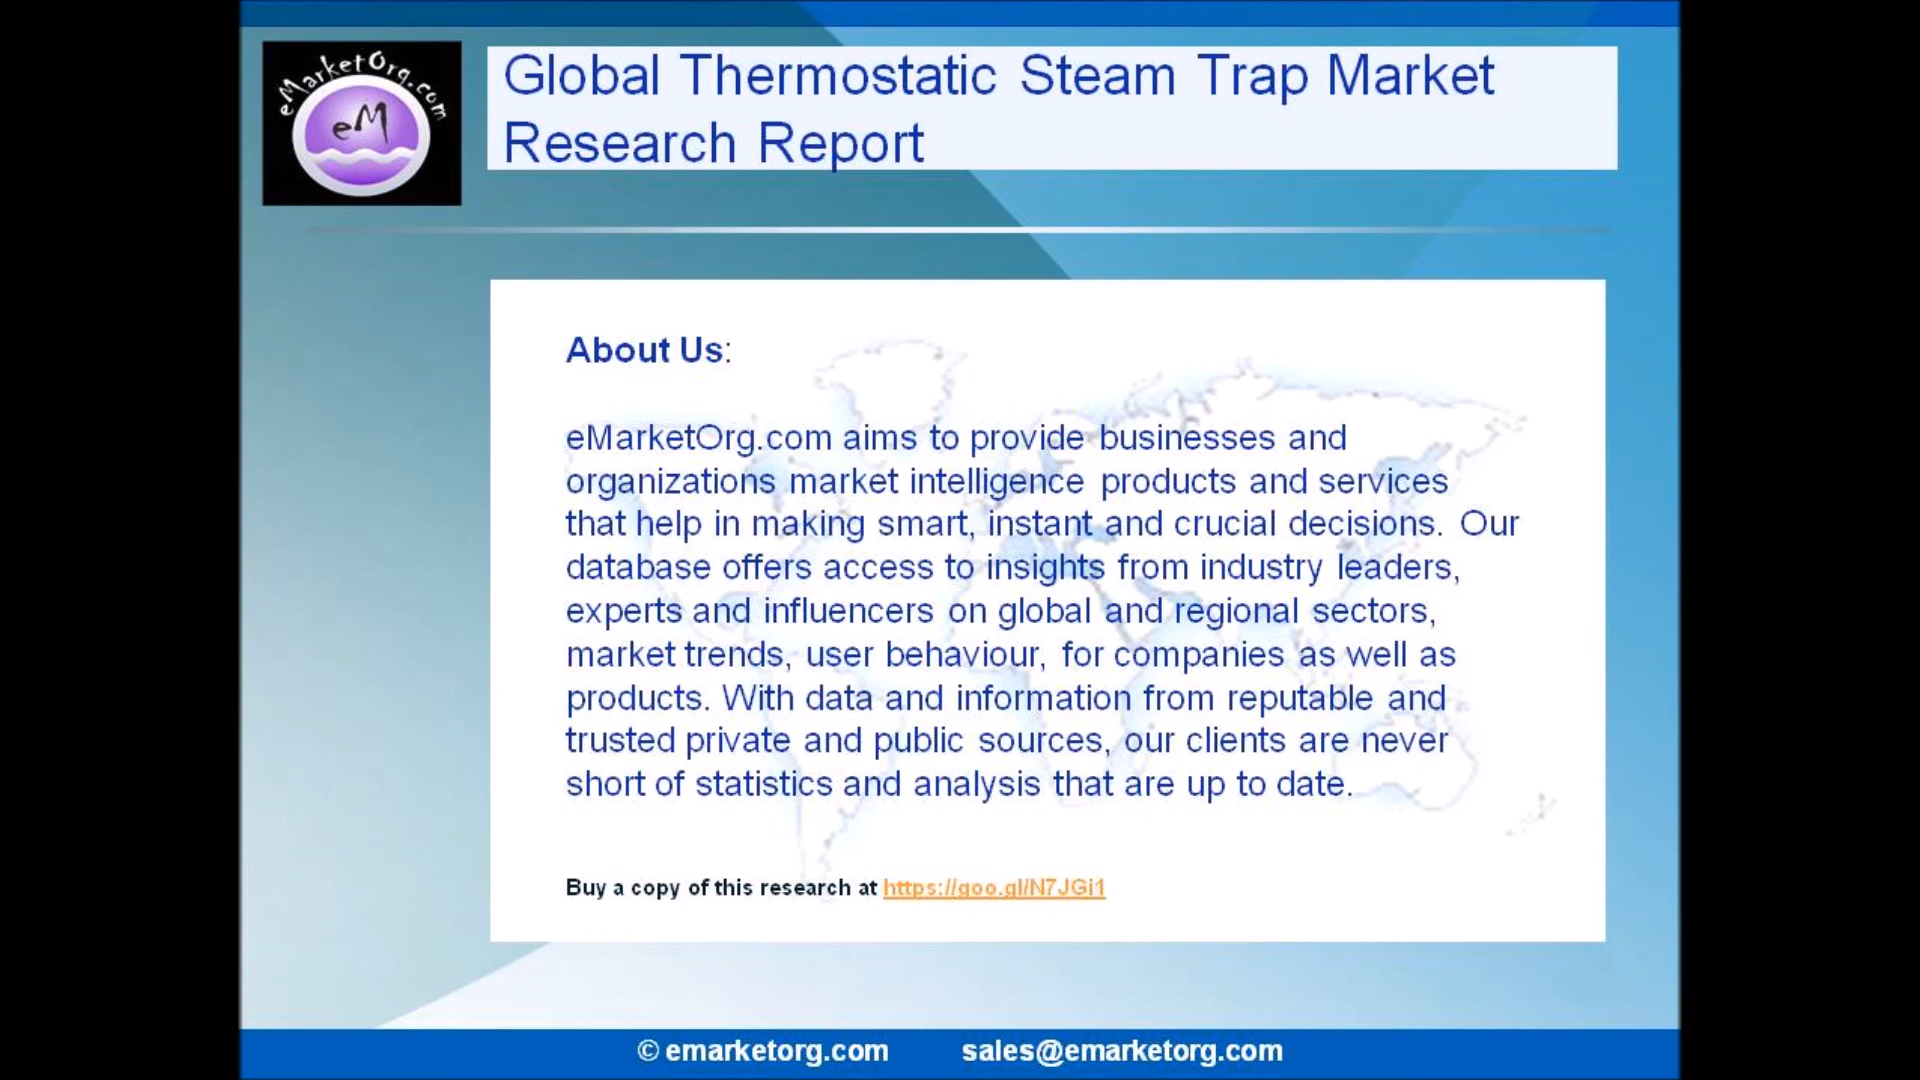 eMarketOrg.com
eM
Global Thermostatic Steam Trap Market
Research Report
About Us:
eMarketOrg.com aims to provide businesses and
organizations market intelligence products and services
that help in making smart, instant and crucial decisions. Our
database offers access to insights from industry leaders,
experts and influencers on global and regional sectors,
market trends, user behaviour, for companies as well as
products. With data and information from reputable and
trusted private and public sources, our clients are never
short of statistics and analysis that are up to date.
Buy a copy of this research at https://goo.gl/N7JGi1
© emarketorg.com sales@emarketorg.com